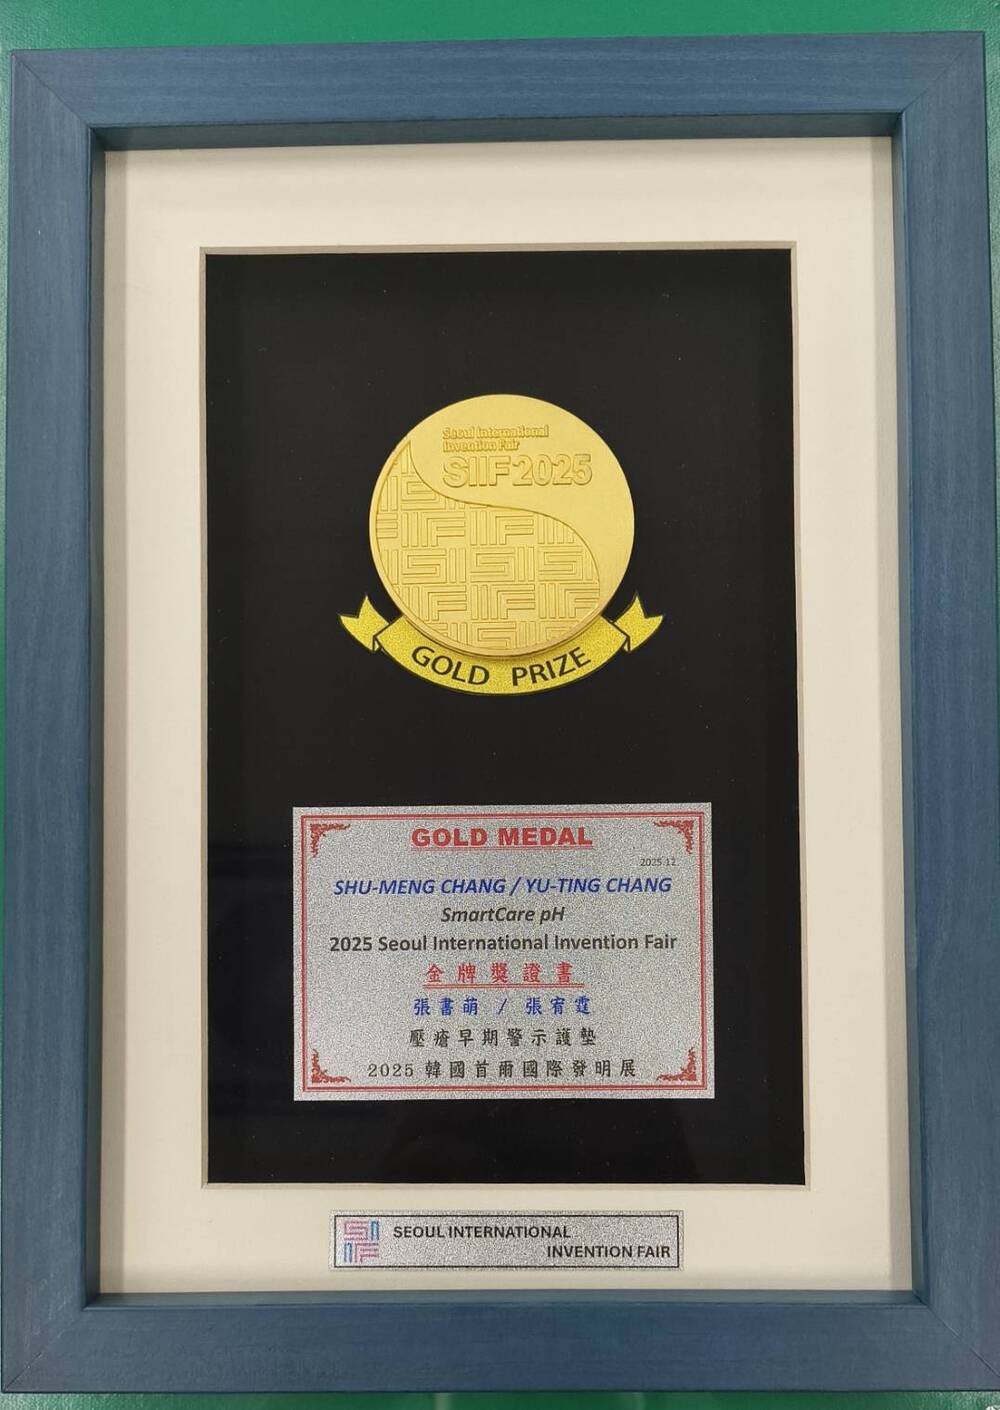 Seoul International
Invention Fair
SIIF2025
GOLD PRIZE
GOLD MEDAL
2025.12
SHU-MENG CHANG / YU-TING CHANG
SmartCare pH
2025 Seoul International Invention Fair
金牌獎證書
張書萌 / 張宥霆
壓瘡早期警示護墊
2025 韓國首爾國際發明展
SIIF
SEOUL INTERNATIONAL
INVENTION FAIR